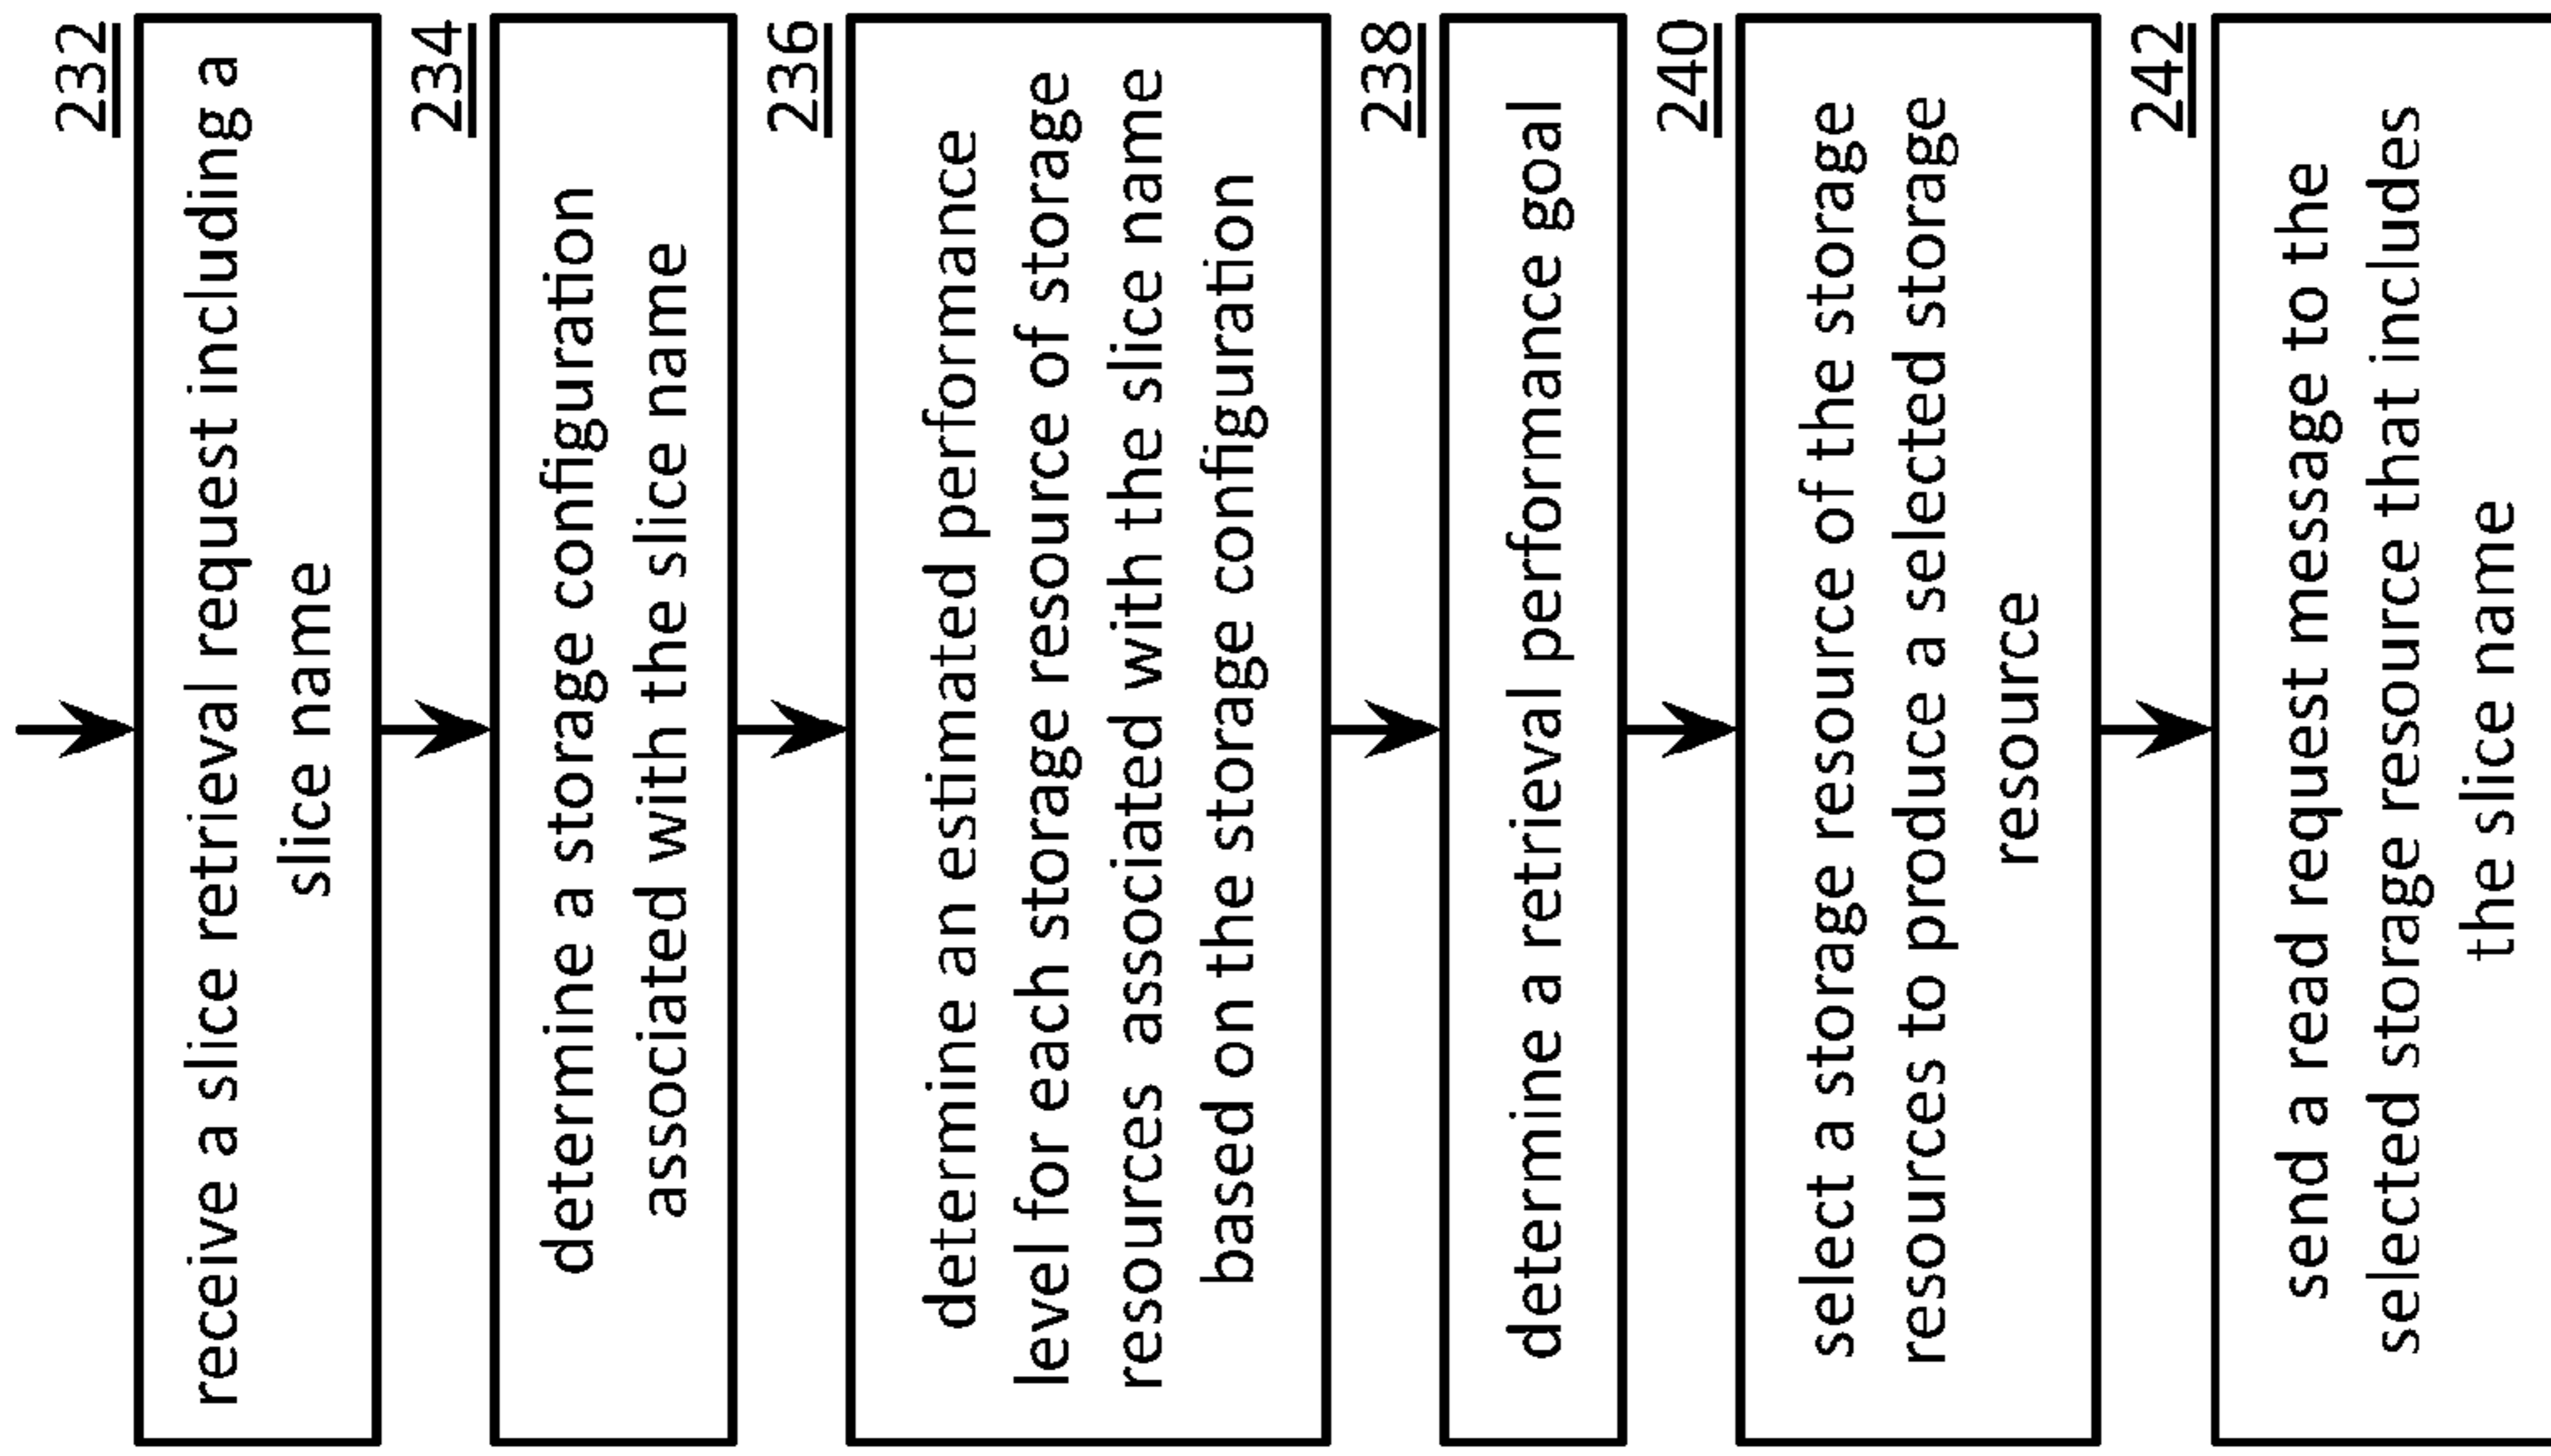 232
receive a slice retrieval request including a
slice name
234
determine a storage configuration
associated with the slice name
236
determine an estimated performance
level for each storage resource of storage
resources associated with the slice name
based on the storage configuration
238
determine a retrieval performance goal
240
select a storage resource of the storage
resources to produce a selected storage
resource
242
send a read request message to the
selected storage resource that includes
the slice name